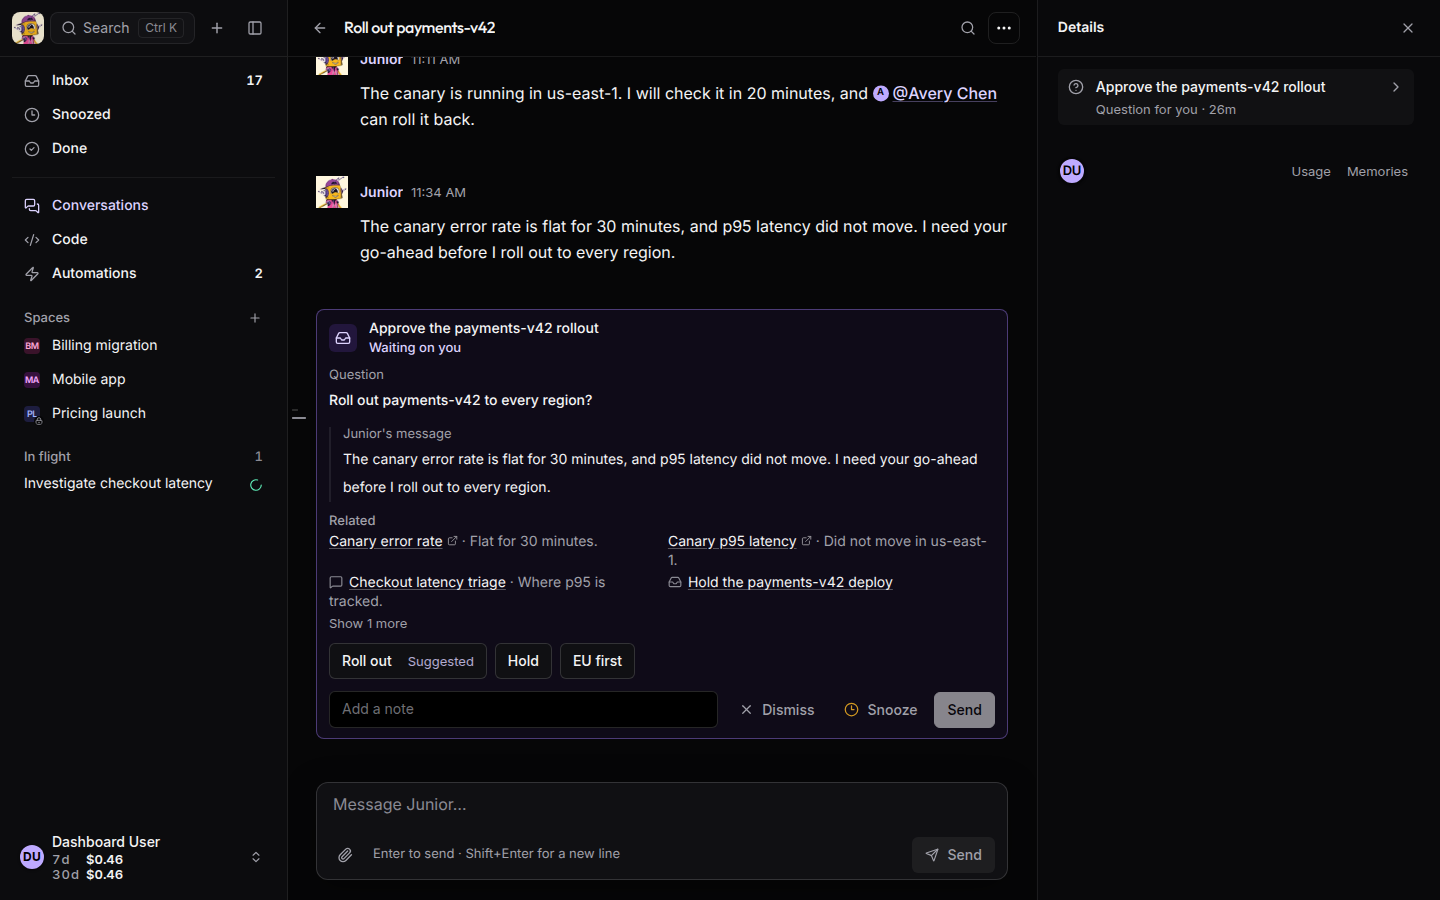 Search Ctrl K
Inbox 17
Snoozed
Done
Conversations
Code
Automations 2
Spaces
BM Billing migration
MA Mobile app
PL Pricing launch
In flight 1
Investigate checkout latency
DU Dashboard User
7d $0.46
30d $0.46
Roll out payments-v42
Junior 11:11 AM
The canary is running in us-east-1. I will check it in 20 minutes, and A @Avery Chen
can roll it back.
Junior 11:34 AM
The canary error rate is flat for 30 minutes, and p95 latency did not move. I need your
go-ahead before I roll out to every region.
Approve the payments-v42 rollout
Waiting on you
Question
Roll out payments-v42 to every region?
Junior's message
The canary error rate is flat for 30 minutes, and p95 latency did not move. I need your go-ahead
before I roll out to every region.
Related
Canary error rate · Flat for 30 minutes.
Canary p95 latency · Did not move in us-east-
1.
Checkout latency triage · Where p95 is
tracked.
Hold the payments-v42 deploy
Show 1 more
Roll out Suggested Hold EU first
Add a note Dismiss Snooze Send
Message Junior...
Enter to send · Shift+Enter for a new line Send
Details
Approve the payments-v42 rollout
Question for you · 26m
DU Usage Memories